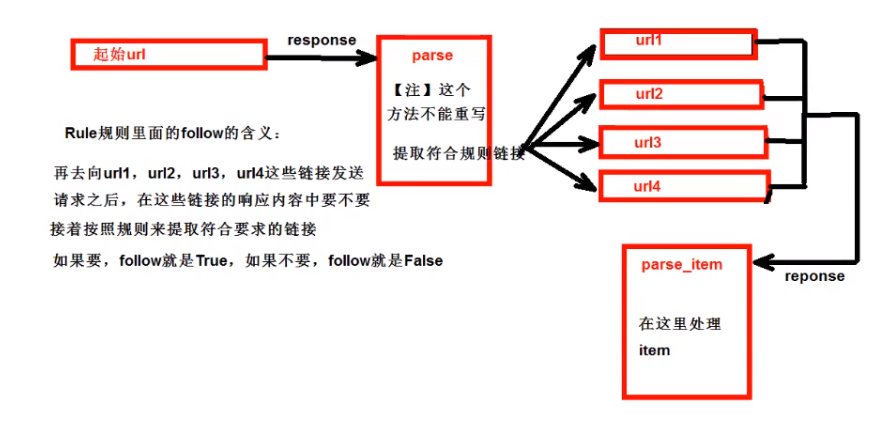 起始url
response
parse
【注】这个
方法不能重写
提取符合规则链接
url1
url2
url3
url4
Rule规则里面的follow的含义：
再去向url1，url2，url3，url4这些链接发送
请求之后，在这些链接的响应内容中要不要
接着按照规则来提取符合要求的链接
如果要，follow就是True，如果不要，follow就是False
parse_item
reponse
在这里处理
item